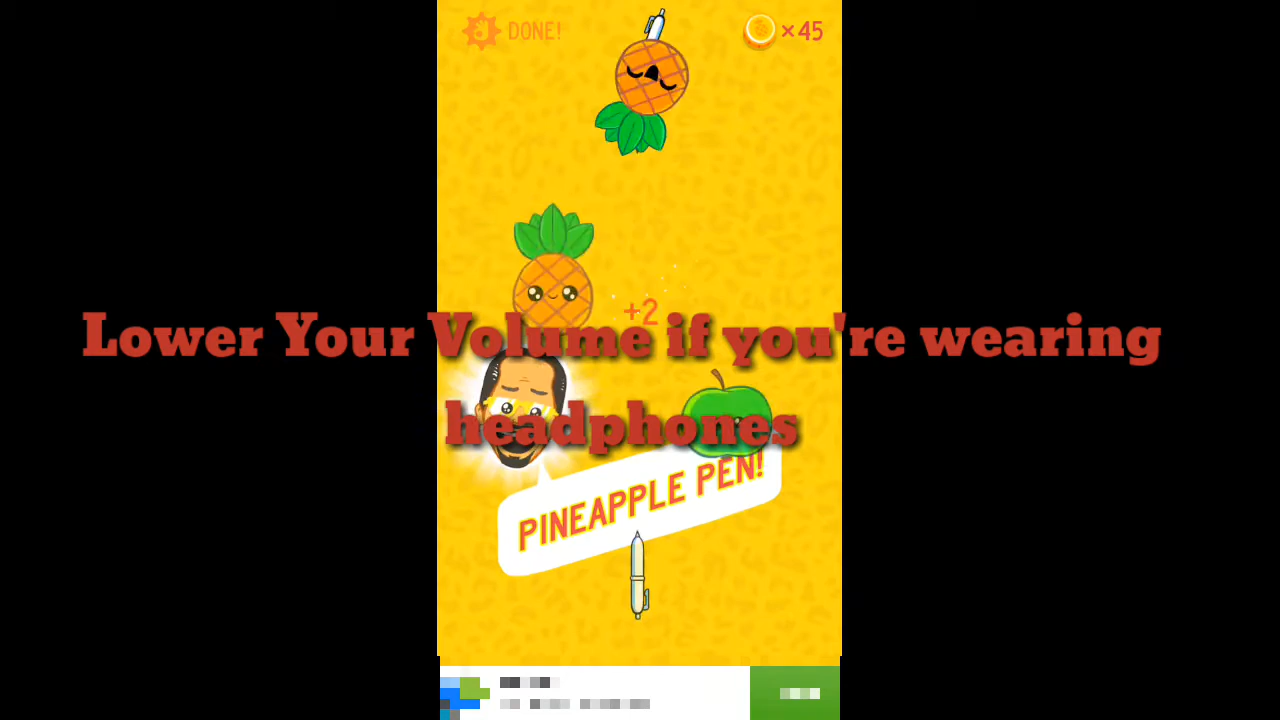 DONE!
×45
+2
Lower Your Volume if you're wearing
headphones
PINEAPPLE PEN!